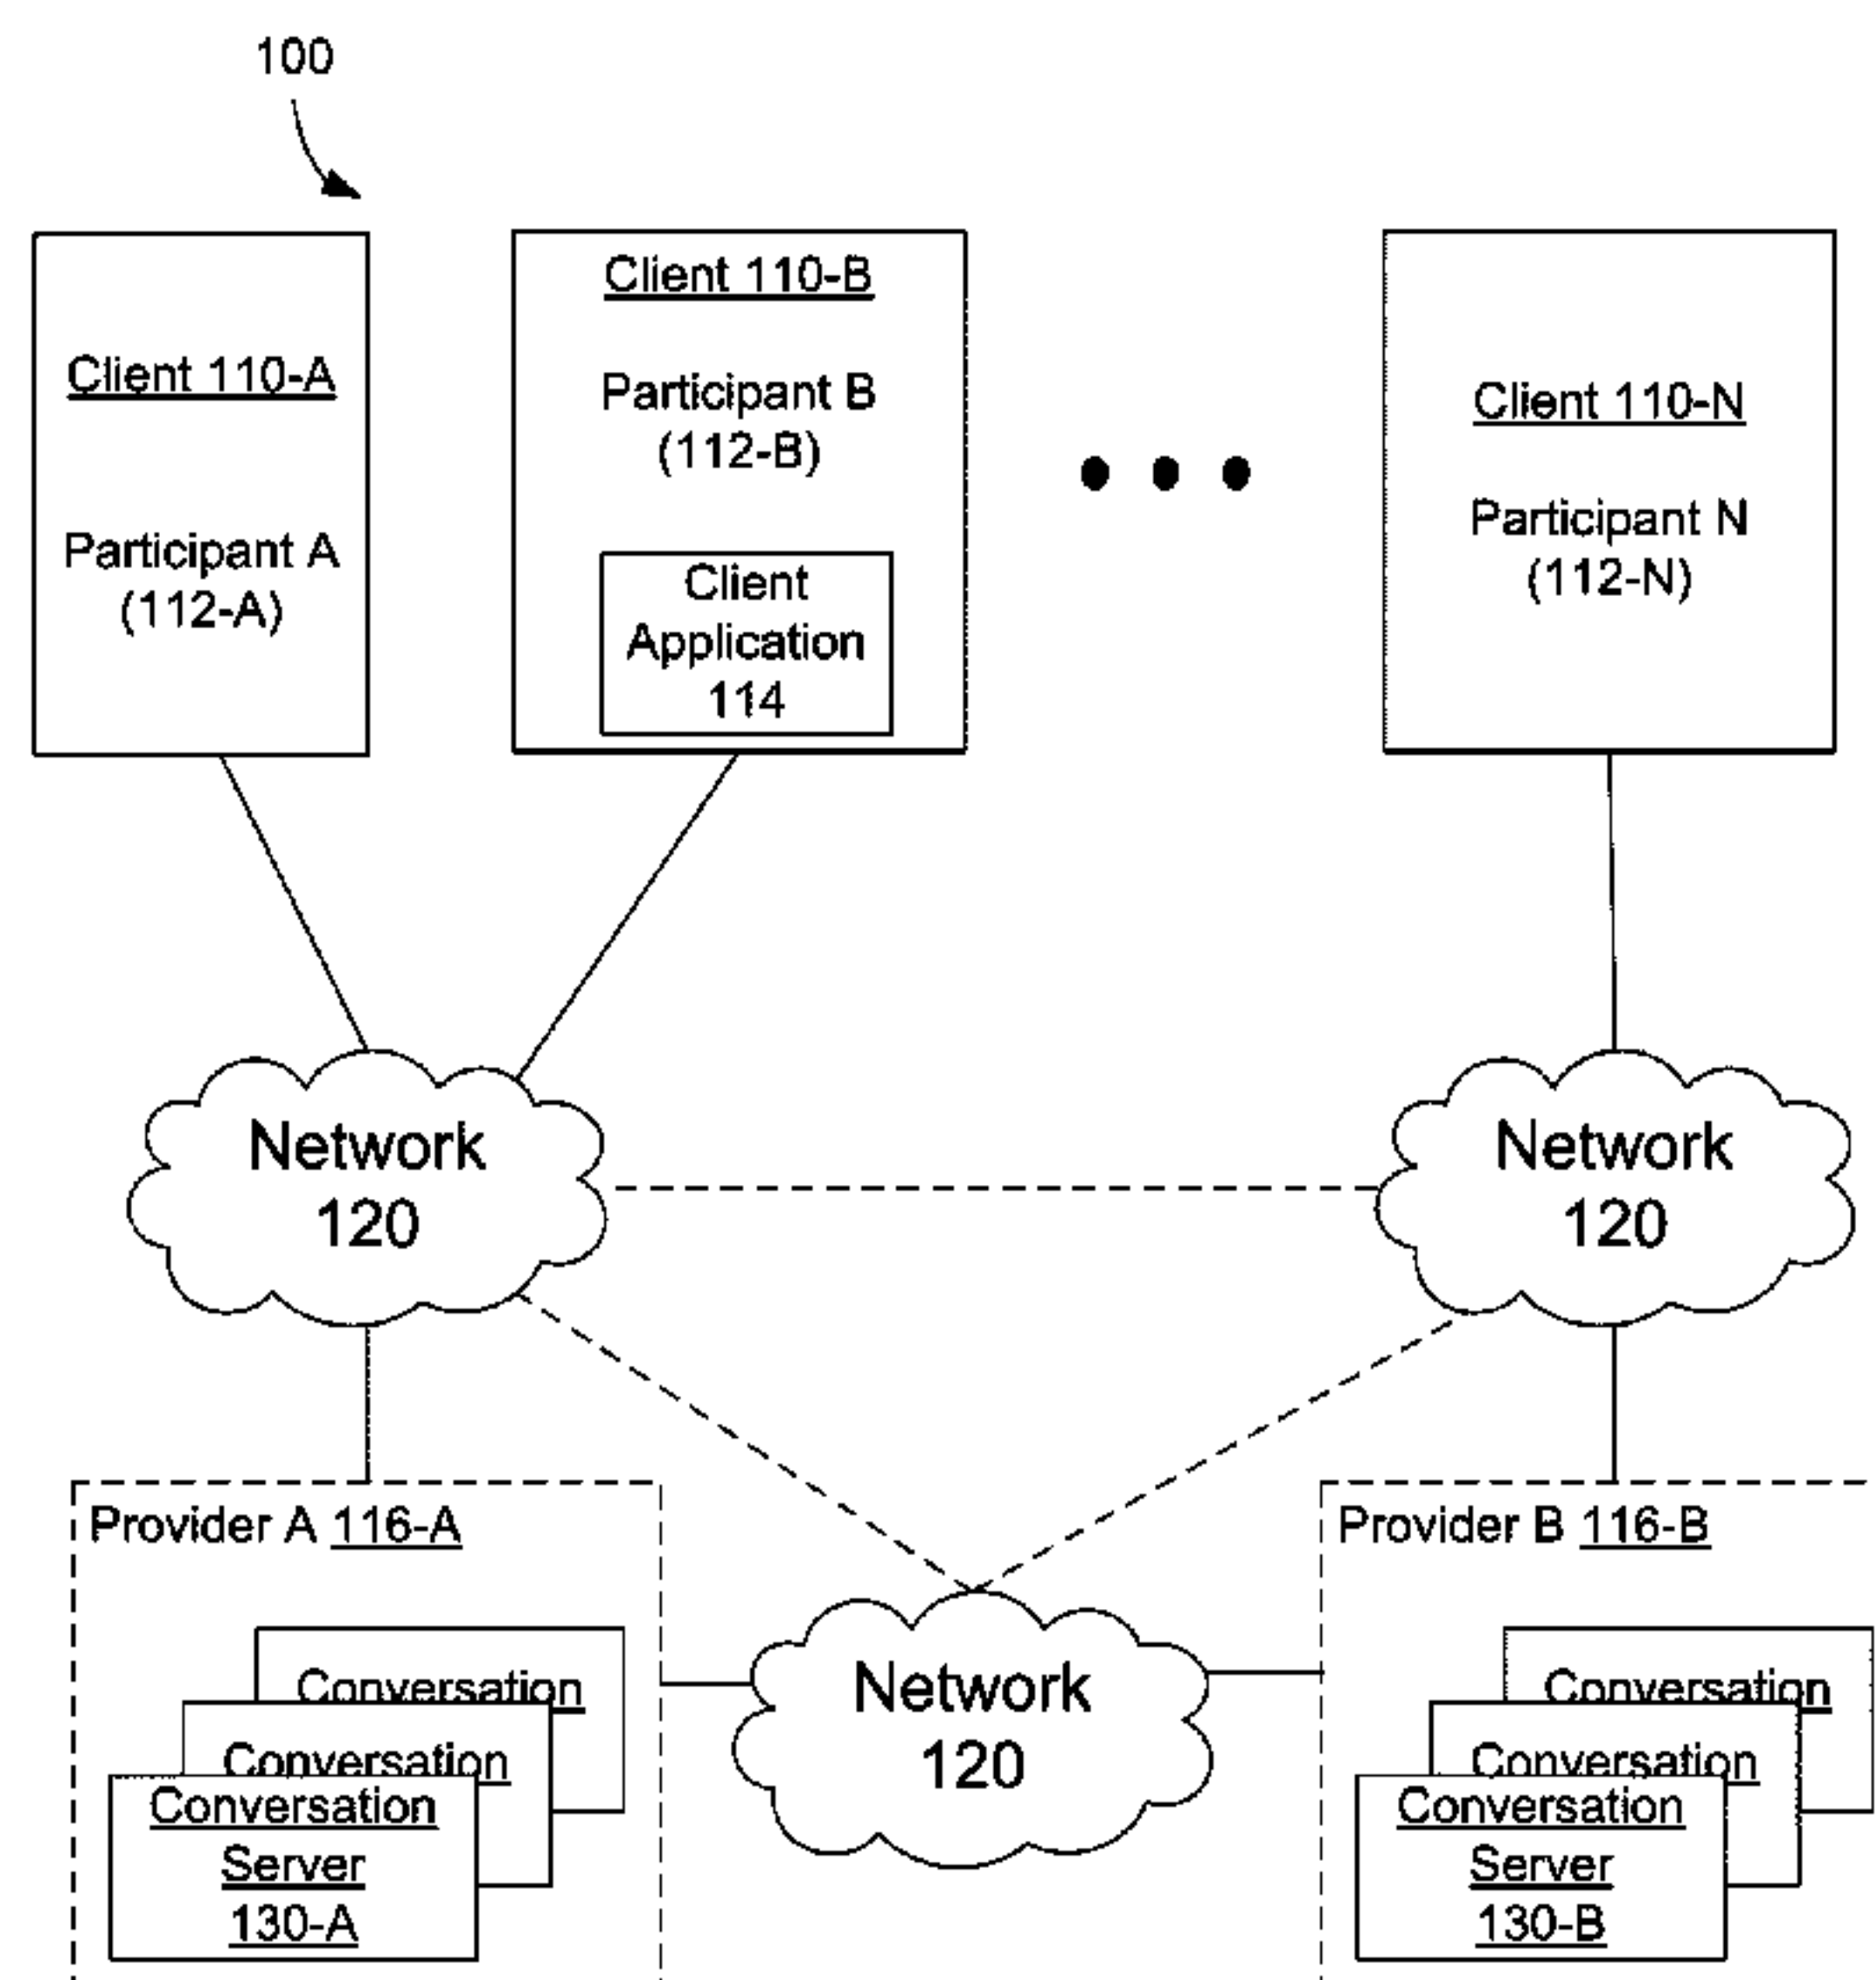 100
Client 110-A
Participant A
(112-A)
Client 110-B
Participant B
(112-B)
Client
Application
114
Client 110-N
Participant N
(112-N)
Network
120
Network
120
Provider A 116-A
Conversation
Conversation
Conversation
Server
130-A
Network
120
Provider B 116-B
Conversation
Conversation
Conversation
Server
130-B